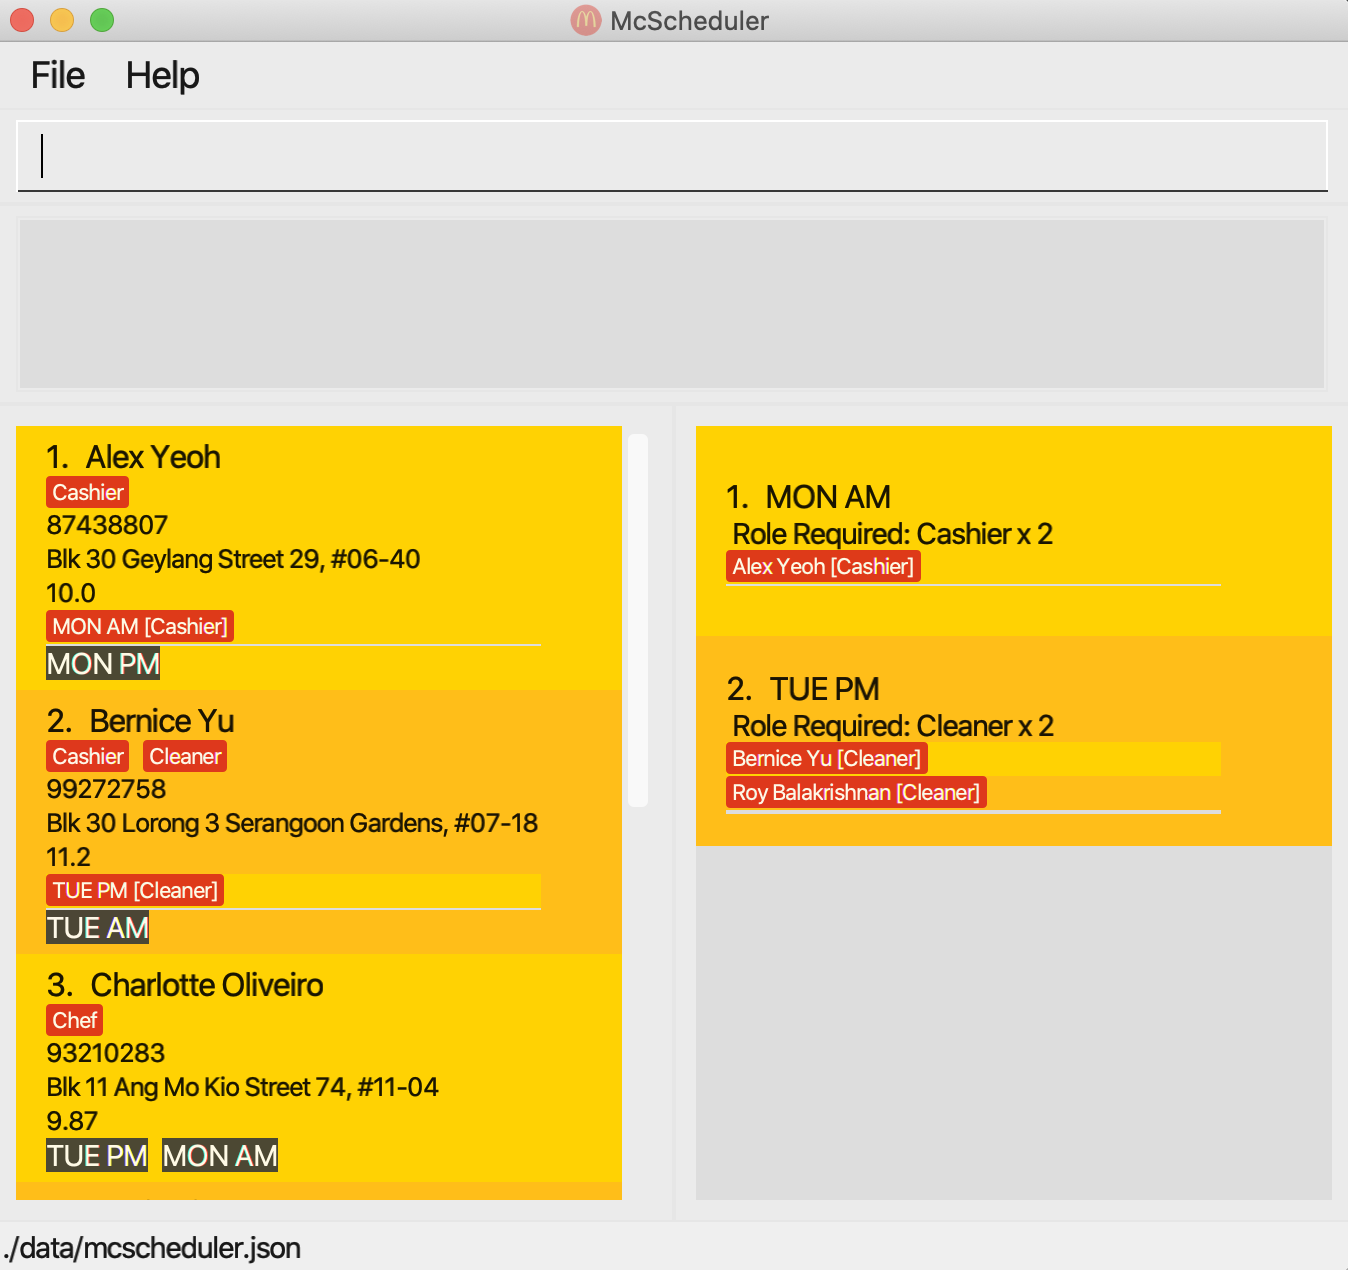 McScheduler
File Help
1. Alex Yeoh
Cashier
87438807
Blk 30 Geylang Street 29, #06-40
10.0
MON AM [Cashier]
MON PM
2. Bernice Yu
Cashier Cleaner
99272758
Blk 30 Lorong 3 Serangoon Gardens, #07-18
11.2
TUE PM [Cleaner]
TUE AM
3. Charlotte Oliveiro
Chef
93210283
Blk 11 Ang Mo Kio Street 74, #11-04
9.87
TUE PM MON AM
1. MON AM
Role Required: Cashier x 2
Alex Yeoh [Cashier]
2. TUE PM
Role Required: Cleaner x 2
Bernice Yu [Cleaner]
Roy Balakrishnan [Cleaner]
./data/mcscheduler.json